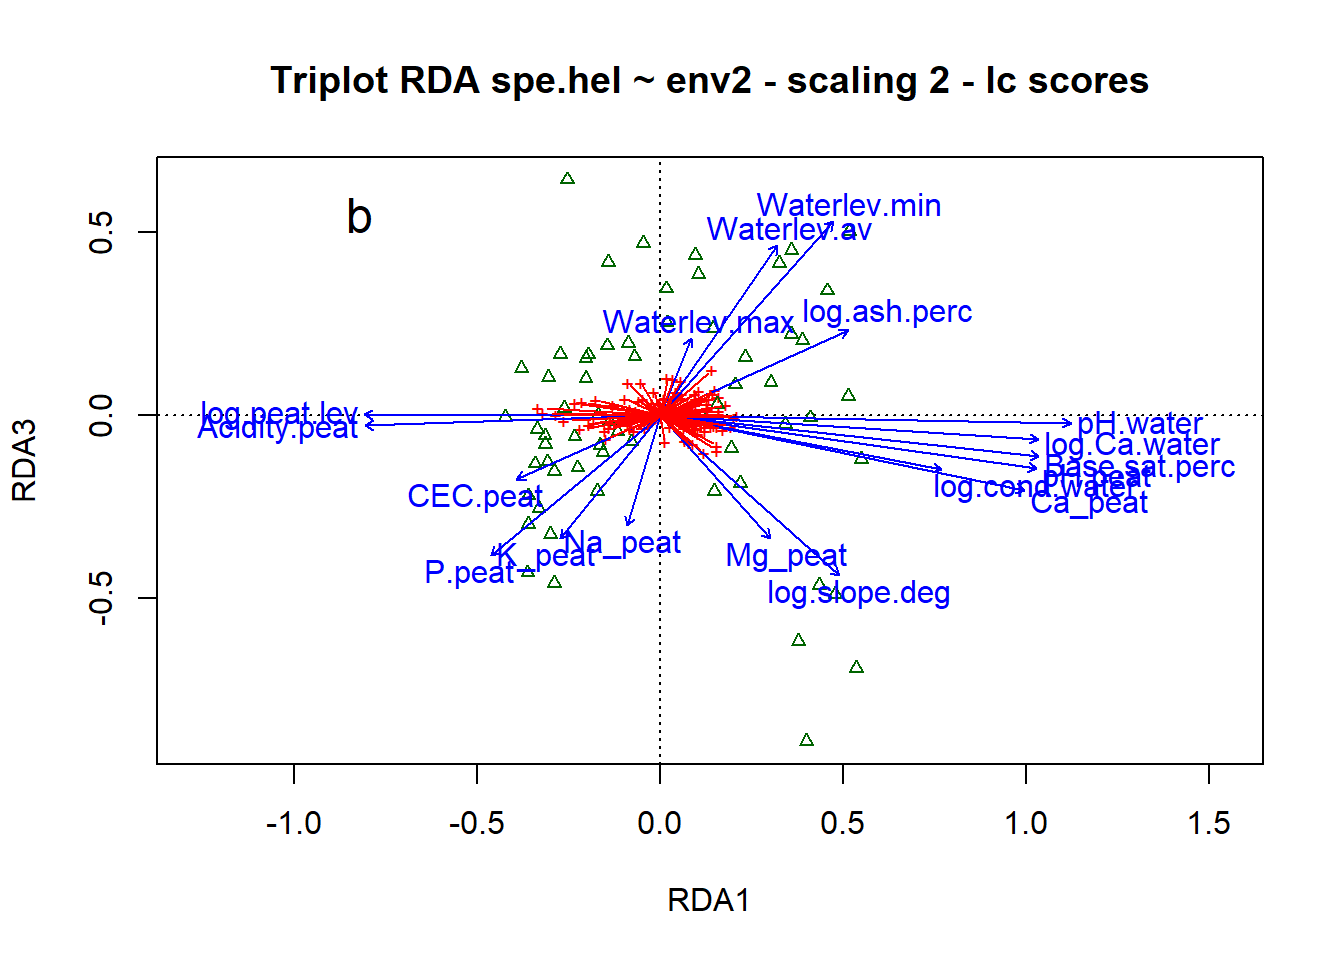 Triplot RDA spe.hel ~ env2 - scaling 2 - lc scores
b
Waterlev.min
Waterlev.av
log.ash.perc
Waterlev.max
log.peat.lev
Acidity.peat
pH.water
log.Ca.water
Base.sat.perc
pH.peat
log.cond.water
Ca_peat
CEC.peat
Na_peat
K_peat
P.peat
Mg_peat
log.slope.deg
RDA3
0.5
0.0
-0.5
-1.0
-0.5
0.0
0.5
1.0
1.5
RDA1